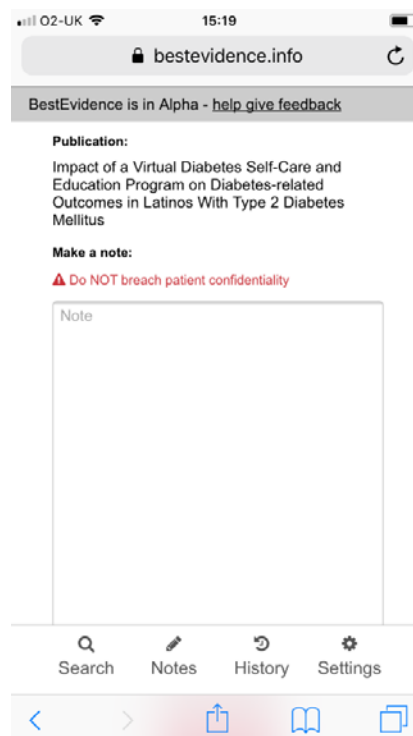 O2-UK 15:19
bestevidence.info
BestEvidence is in Alpha - help give feedback
Publication:
Impact of a Virtual Diabetes Self-Care and
Education Program on Diabetes-related
Outcomes in Latinos With Type 2 Diabetes
Mellitus
Make a note:
Do NOT breach patient confidentiality
Note
Search Notes History Settings